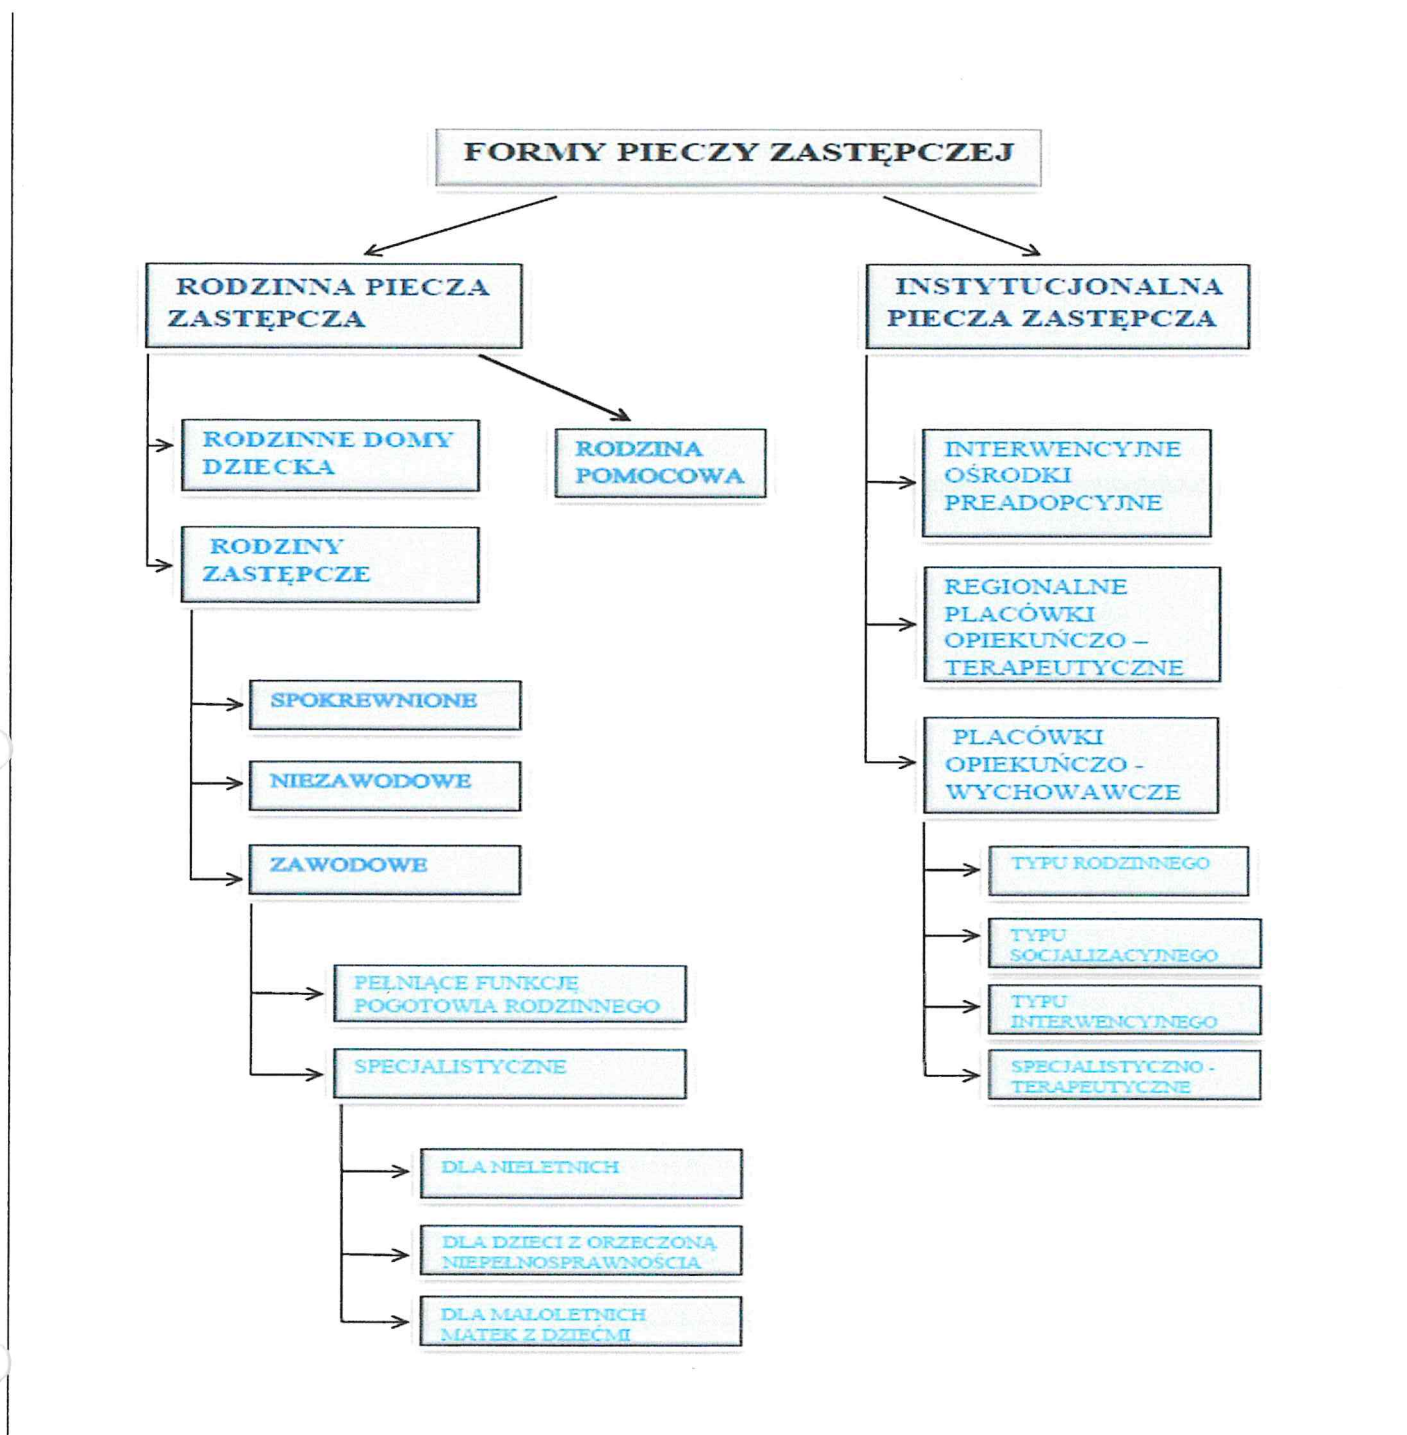 FORMY PIECZY ZASTĘPCZEJ
RODZINNA PIECZA
ZASTĘPCZA
RODZINNE DOMY
DZIECKA
RODZINA
POMOCOWA
RODZINY
ZASTĘPCZE
SPOKREWNIONE
NIEZAWODOWE
ZAWODOWE
PEŁNIĄCE FUNKCJĘ
POGOTOWIA RODZINNEGO
SPECJALISTYCZNE
DLA NIELETNICH
DLA DZIECI Z ORZECZONĄ
NIEPEŁNOSPRAWNOŚCIĄ
DLA MAŁOLETNICH
MATEK Z DZIEĆMI
INSTYTUCJONALNA
PIECZA ZASTĘPCZA
INTERWENCYJNE
OŚRODKI
PREADOPCYJNE
REGIONALNE
PLACÓWKI
OPIEKUŃCZO –
TERAPEUTYCZNE
PLACÓWKI
OPIEKUŃCZO -
WYCHOWAWCZE
TYPU RODZINNEGO
TYPU
SOCJALIZACYJNEGO
TYPU
INTERWENCYJNEGO
SPECJALISTYCZNO -
TERAPEUTYCZNE